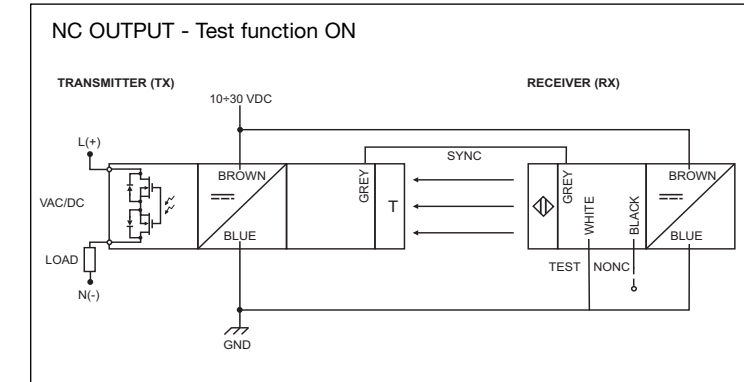 NC OUTPUT - Test function ON
TRANSMITTER (TX)
RECEIVER (RX)
10÷30 VDC
L(+)
SYNC
BROWN
GREY
GREY
WHITE
BLACK
BROWN
VAC/DC
T
BLUE
BLUE
LOAD
TEST
NONC
N(-)
GND